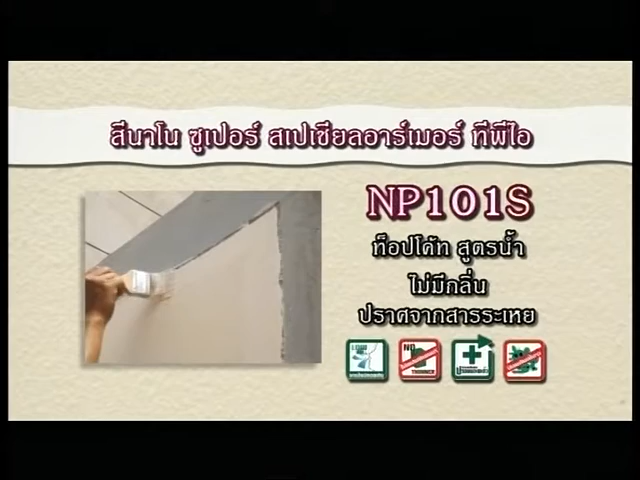 สีนาโน ซูเปอร์ สเปเชียลอาร์เมอร์ ทีพีไอ
NP101S
ท็อปโค้ท สูตรน้ำ
ไม่มีกลิ่น
ปราศจากสารระเหย
NO
THINNER